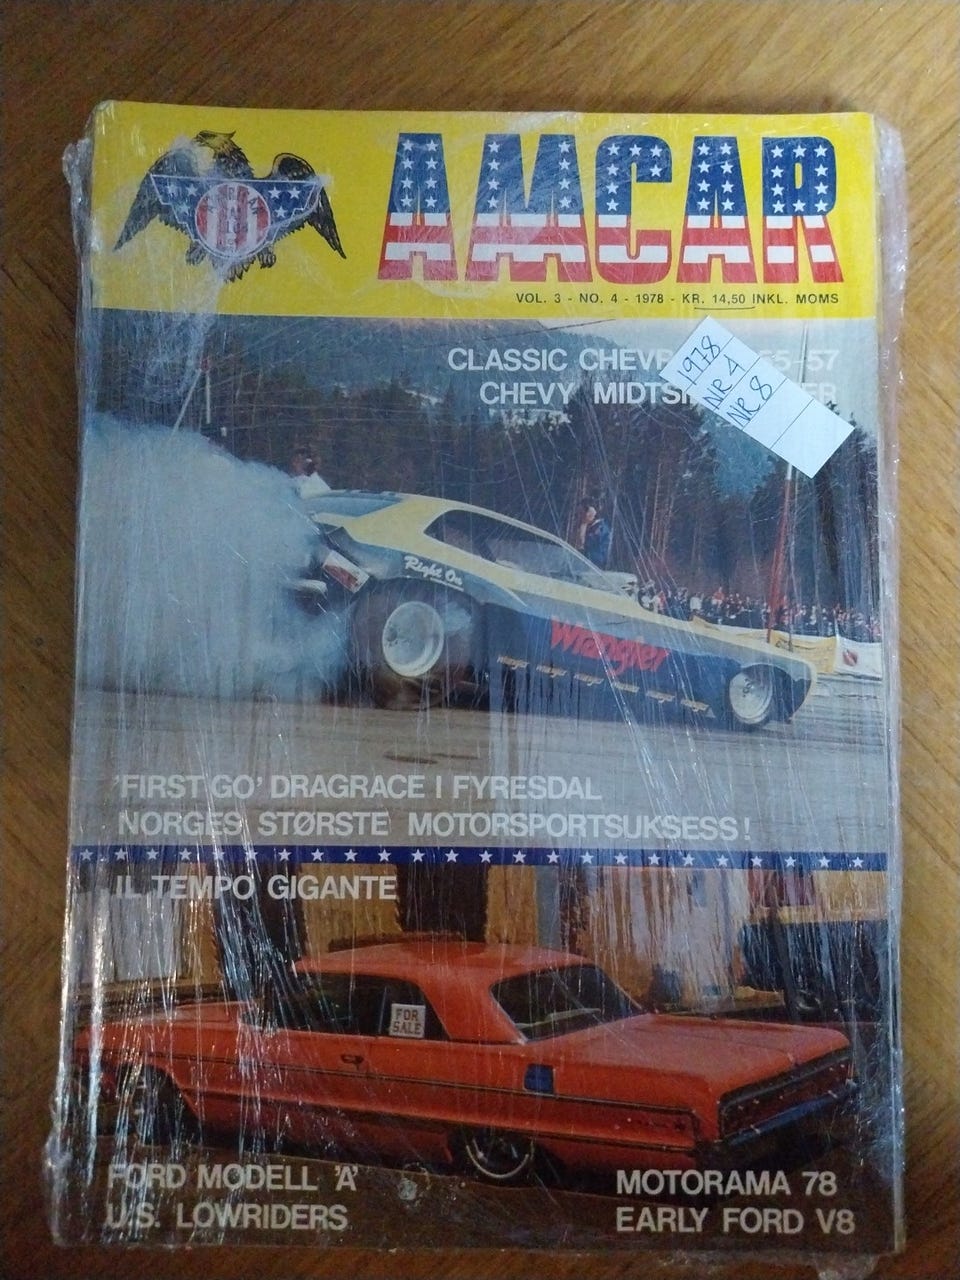 AMCAR
VOL. 3 - NO. 4 - 1978 - KR. 14,50 INKL. MOMS
CLASSIC 55-57
CHEVY
1978
NR 4
NR 8
Right On
Wrangler
'FIRST GO' DRAGRACE I FYRESDAL
NORGES STØRSTE MOTORSPORTSUKSESS!
IL TEMPO GIGANTE
FOR
SALE
FORD MODELL 'A'
U.S. LOWRIDERS
MOTORAMA 78
EARLY FORD V8